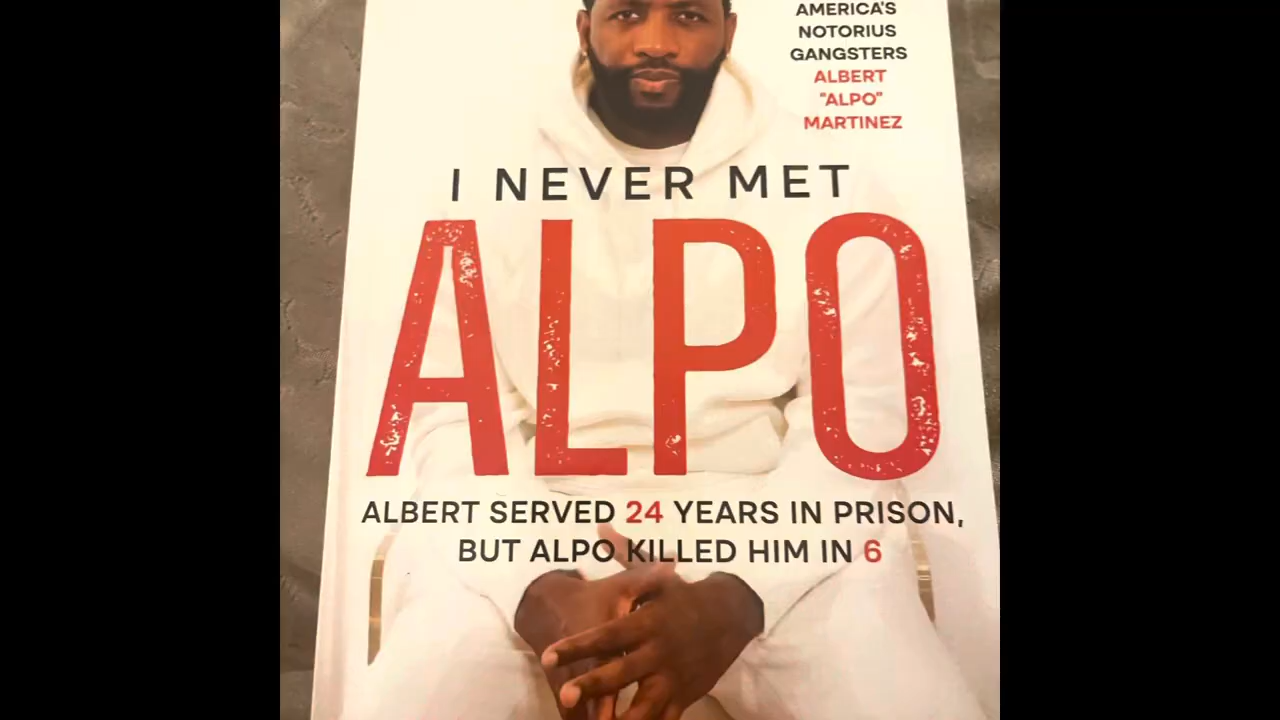 AMERICA'S
NOTORIUS
GANGSTERS
ALBERT
"ALPO"
MARTINEZ
I NEVER MET
ALPO
ALBERT SERVED 24 YEARS IN PRISON,
BUT ALPO KILLED HIM IN 6